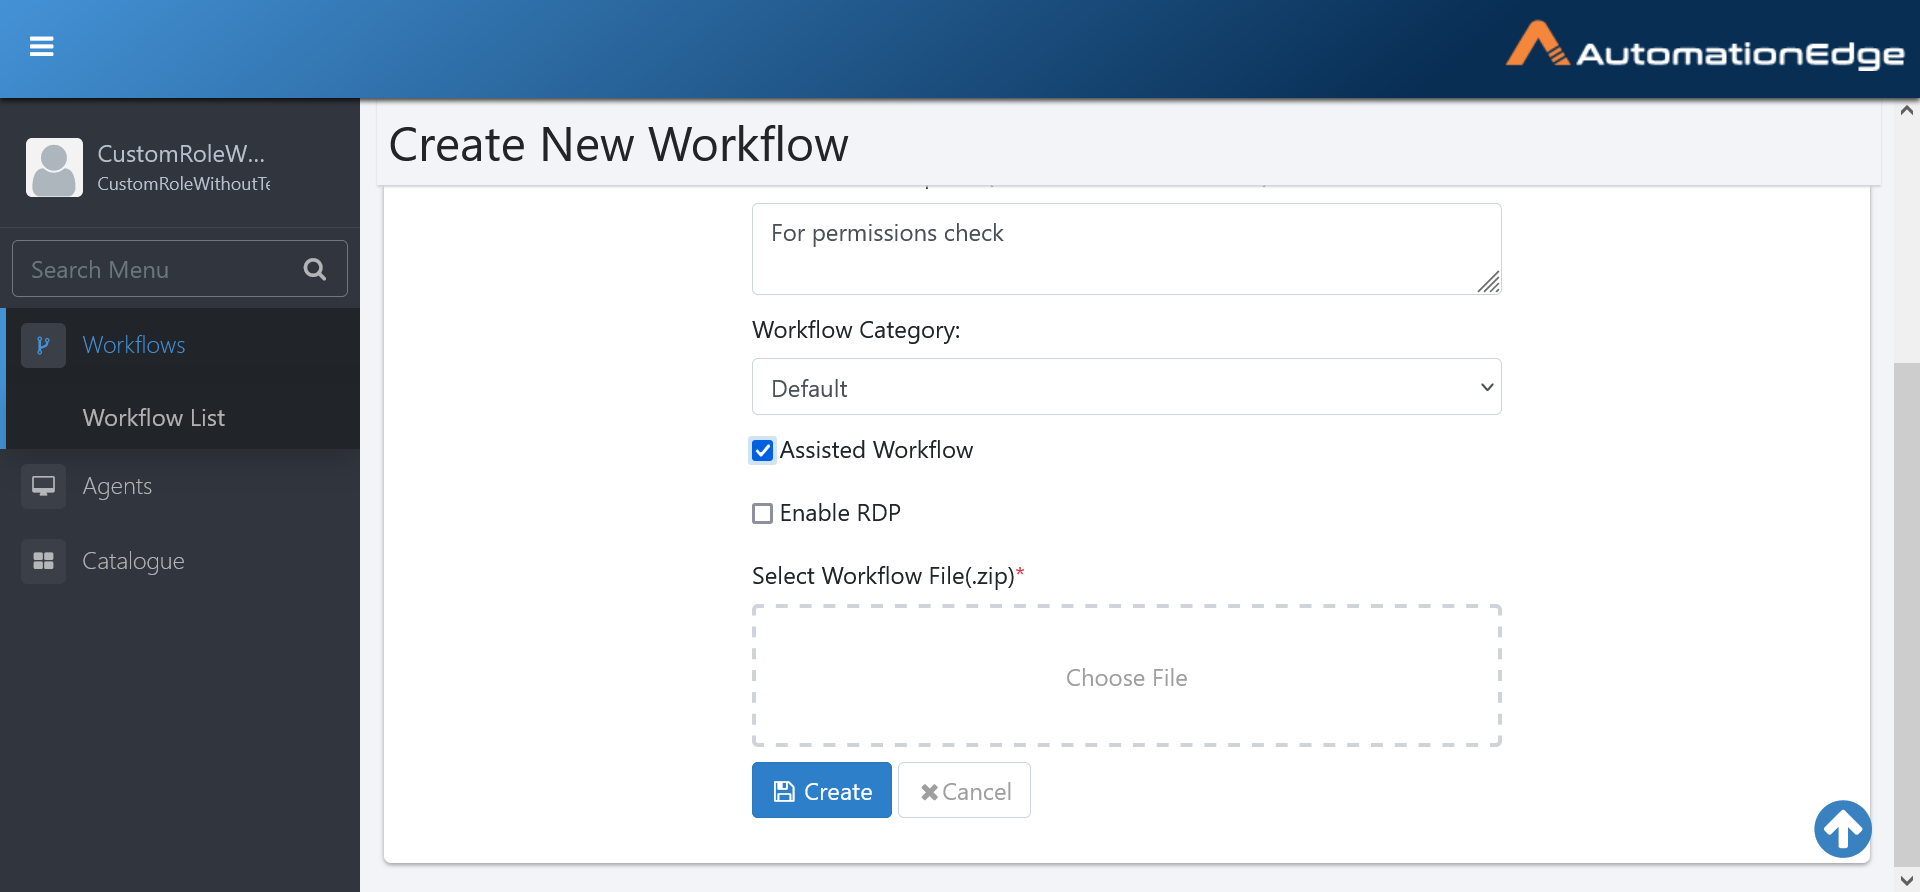 AutomationEdge
CustomRoleW...
CustomRoleWithoutTe
Search Menu
Workflows
Workflow List
Agents
Catalogue
Create New Workflow
For permissions check
Workflow Category:
Default
Assisted Workflow
Enable RDP
Select Workflow File(.zip)*
Choose File
Create
Cancel